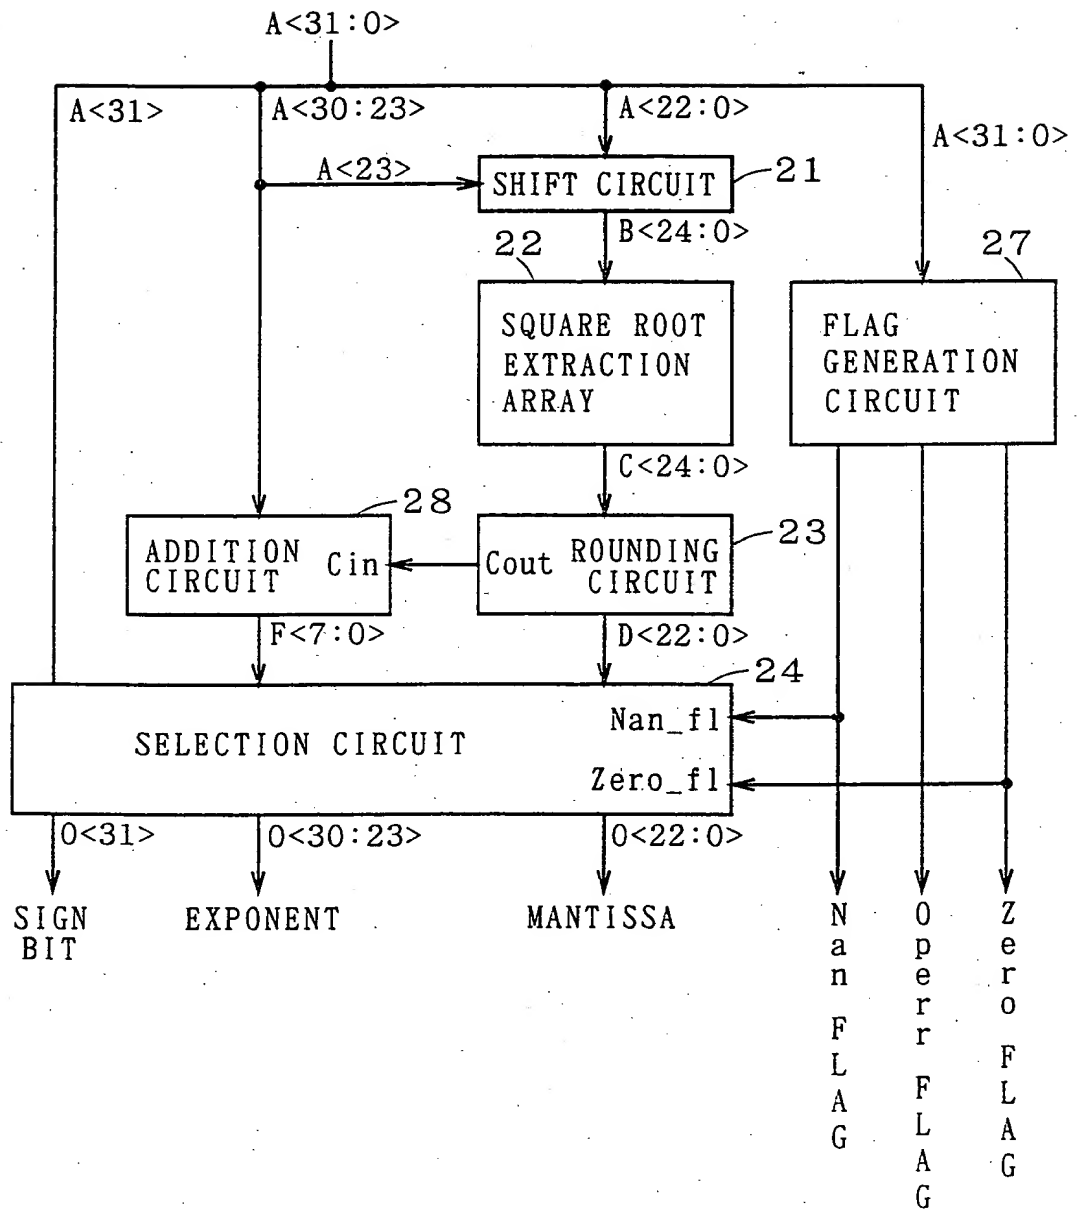 A<31:0>
A<31>
A<30:23>
A<22:0>
A<31:0>
A<23>
SHIFT CIRCUIT
21
B<24:0>
22
27
SQUARE ROOT
EXTRACTION
ARRAY
FLAG
GENERATION
CIRCUIT
C<24:0>
28
23
ADDITION
CIRCUIT
Cin
Cout
ROUNDING
CIRCUIT
F<7:0>
D<22:0>
24
Nan_fl
SELECTION CIRCUIT
Zero_fl
O<31>
O<30:23>
O<22:0>
SIGN
BIT
EXPONENT
MANTISSA
Nan FLAG
Operr FLAG
Zero FLAG